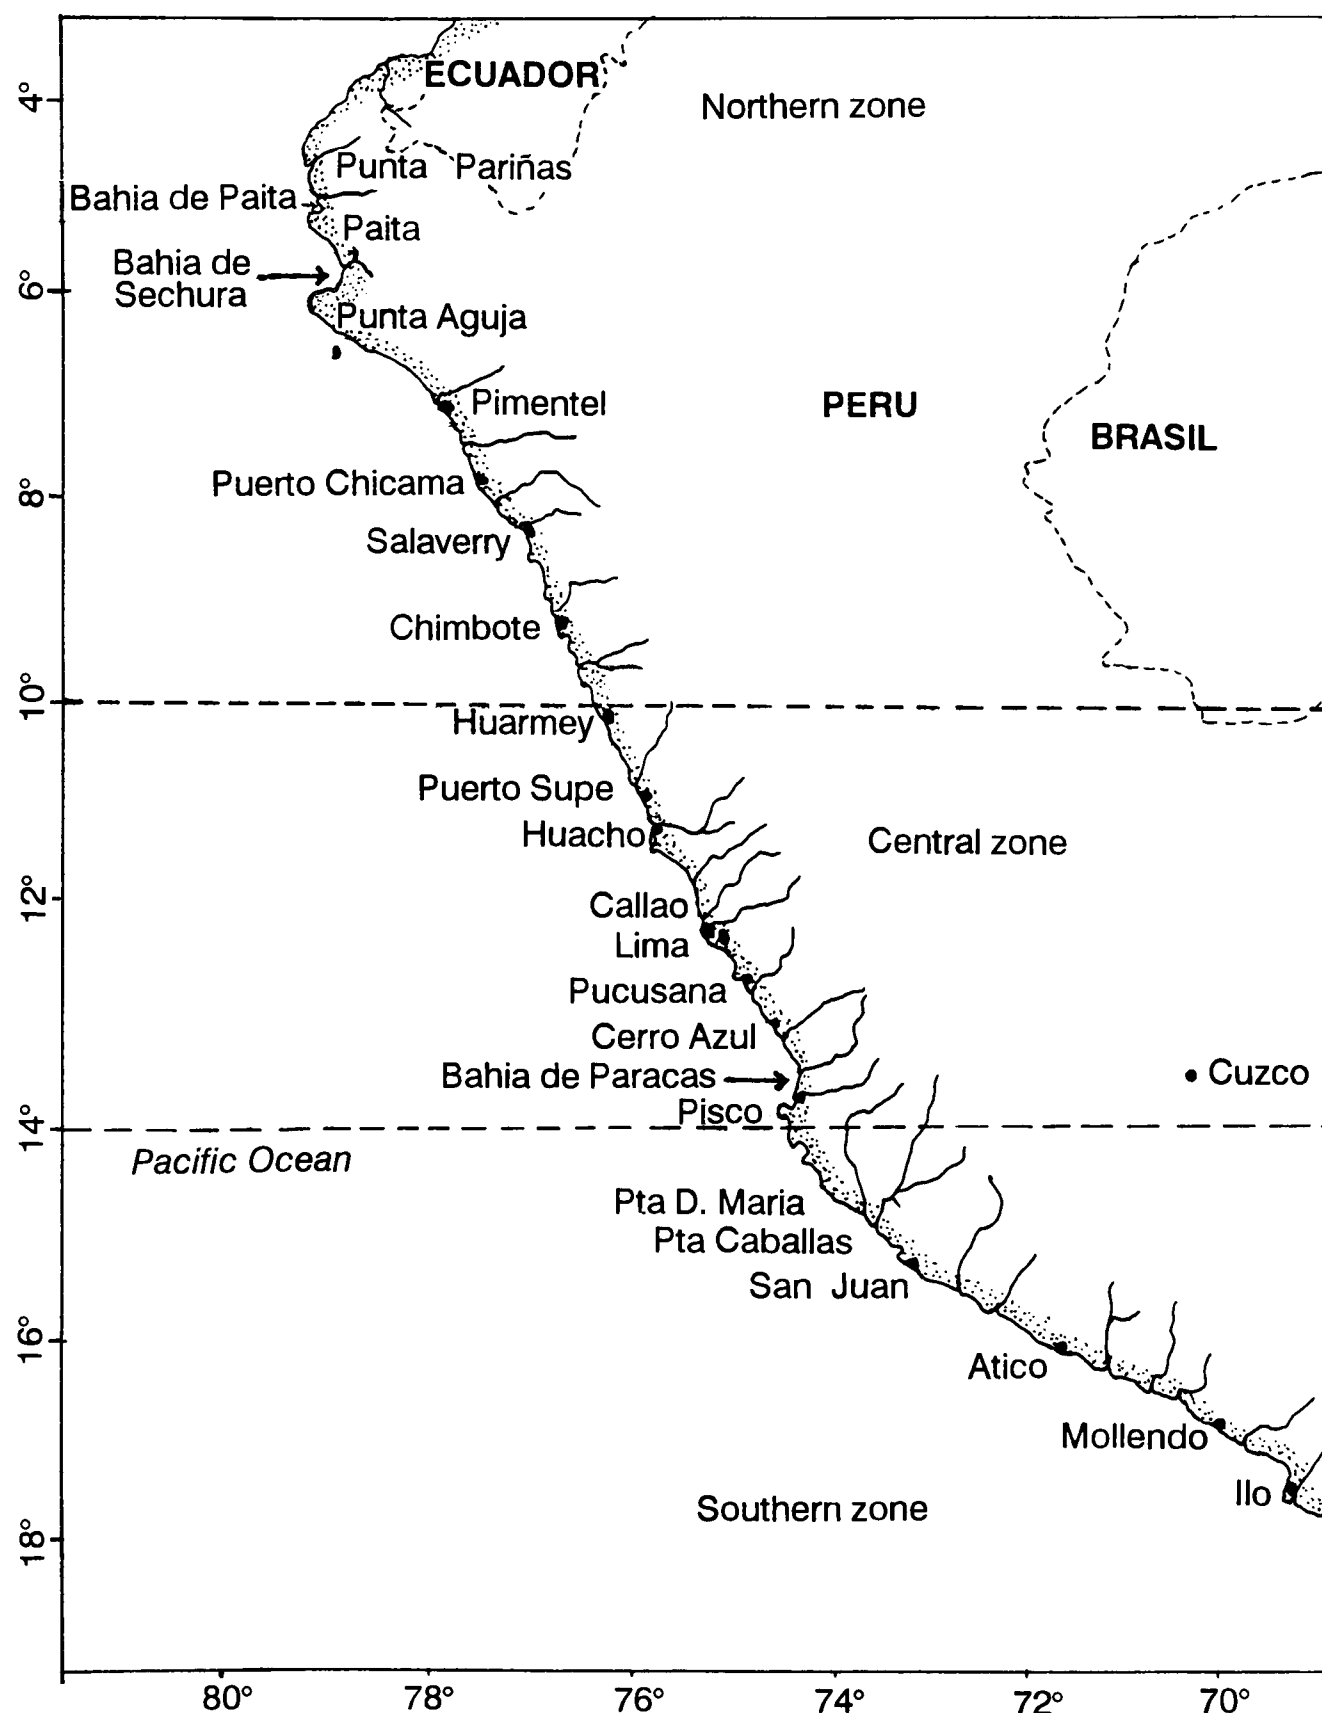 ECUADOR
4°
Northern zone
Punta Pariñas
Bahia de Paita
Paita
Bahia de
Sechura
6°
Punta Aguja
Pimentel
PERU
BRASIL
Puerto Chicama
8°
Salaverry
Chimbote
10°
Huarmey
Puerto Supe
Huacho
Central zone
12°
Callao
Lima
Pucusana
Cerro Azul
Bahia de Paracas
Cuzco
Pisco
14°
Pacific Ocean
Pta D. Maria
Pta Caballas
San Juan
16°
Atico
Mollendo
Ilo
Southern zone
18°
80° 78° 76° 74° 72° 70°